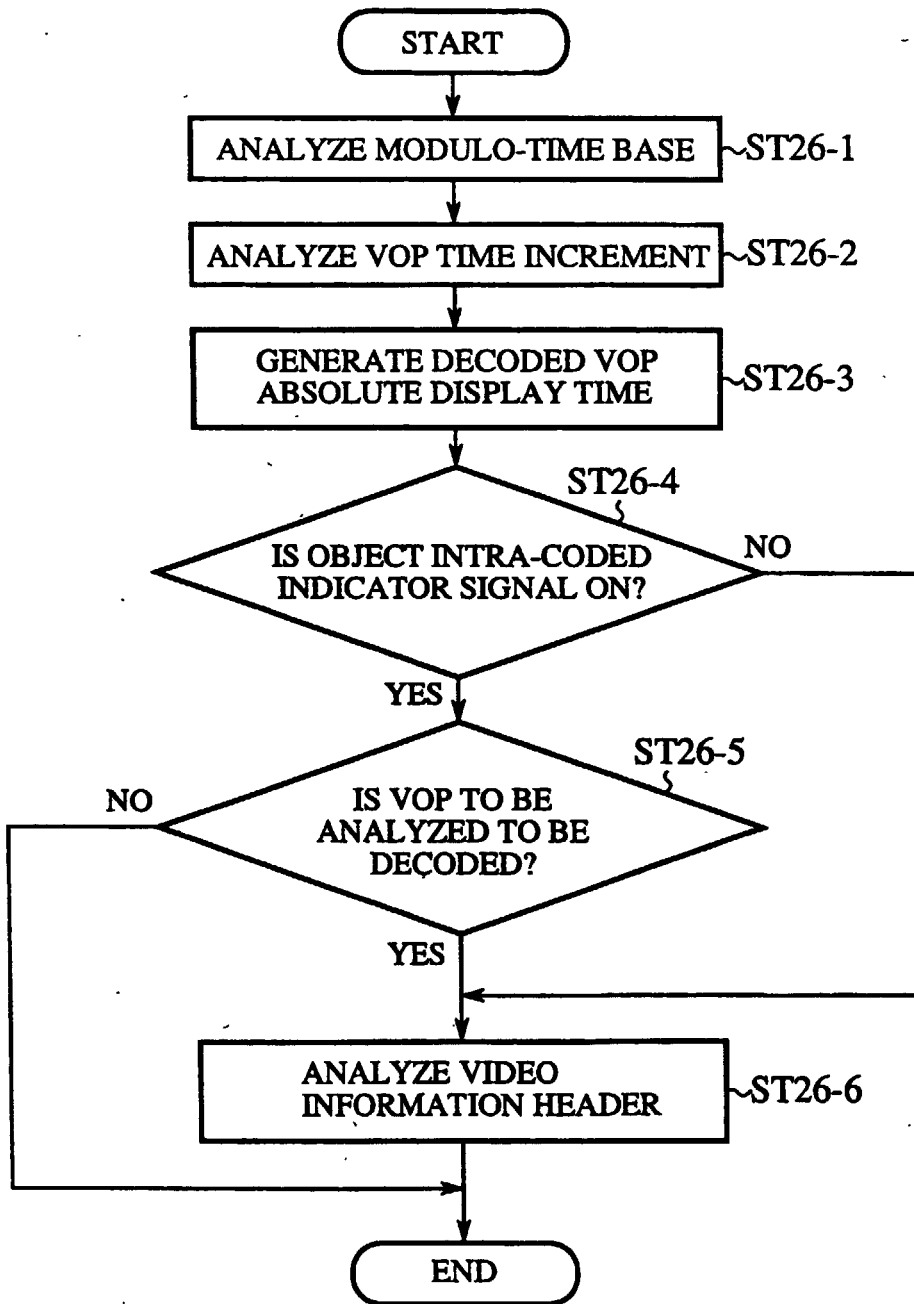 START
ANALYZE MODULO-TIME BASE
ST26-1
ANALYZE VOP TIME INCREMENT
ST26-2
GENERATE DECODED VOP
ABSOLUTE DISPLAY TIME
ST26-3
ST26-4
IS OBJECT INTRA-CODED
INDICATOR SIGNAL ON?
NO
YES
ST26-5
NO
IS VOP TO BE
ANALYZED TO BE
DECODED?
YES
ANALYZE VIDEO
INFORMATION HEADER
ST26-6
END